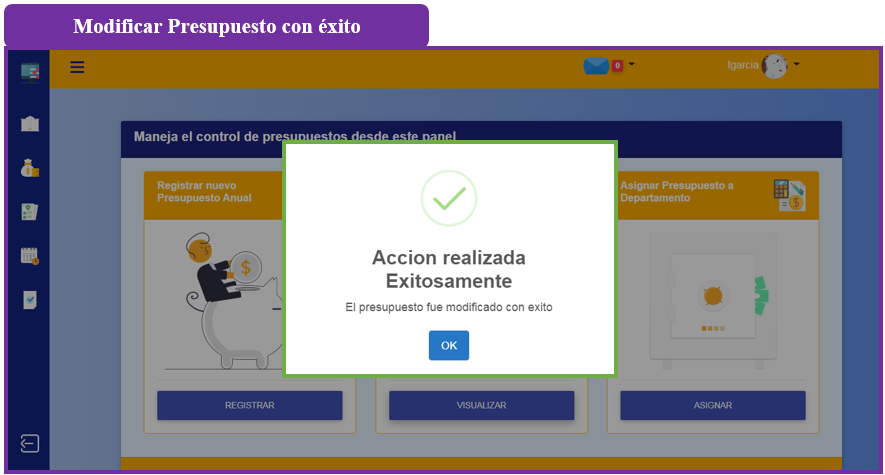 Modificar Presupuesto con éxito
0
lgarcia
Maneja el control de presupuestos desde este panel
Registrar nuevo
Presupuesto Anual
Asignar Presupuesto a
Departamento
Accion realizada
Exitosamente
El presupuesto fue modificado con exito
OK
REGISTRAR
VISUALIZAR
ASIGNAR